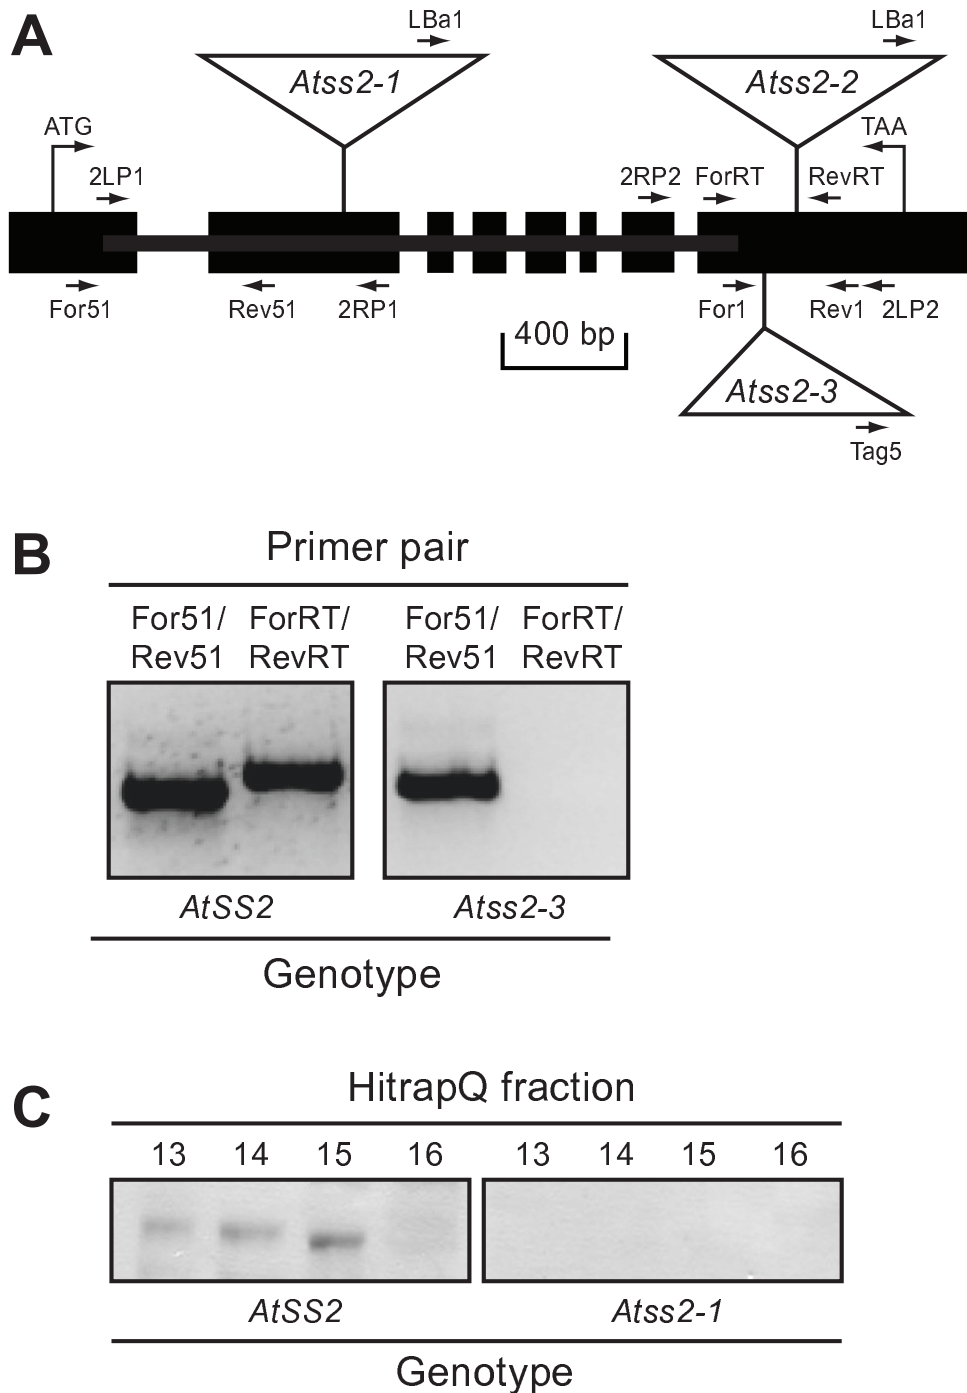 A
LBa1
LBa1
Atss2-1
Atss2-2
ATG
TAA
2LP1
2RP2
ForRT
RevRT
For51
Rev51
2RP1
For1
Rev1
2LP2
400 bp
Atss2-3
Tag5
B
Primer pair
For51/ ForRT/ For51/ ForRT/
Rev51 RevRT Rev51 RevRT
AtSS2
Atss2-3
Genotype
C
HitrapQ fraction
13 14 15 16 13 14 15 16
AtSS2
Atss2-1
Genotype